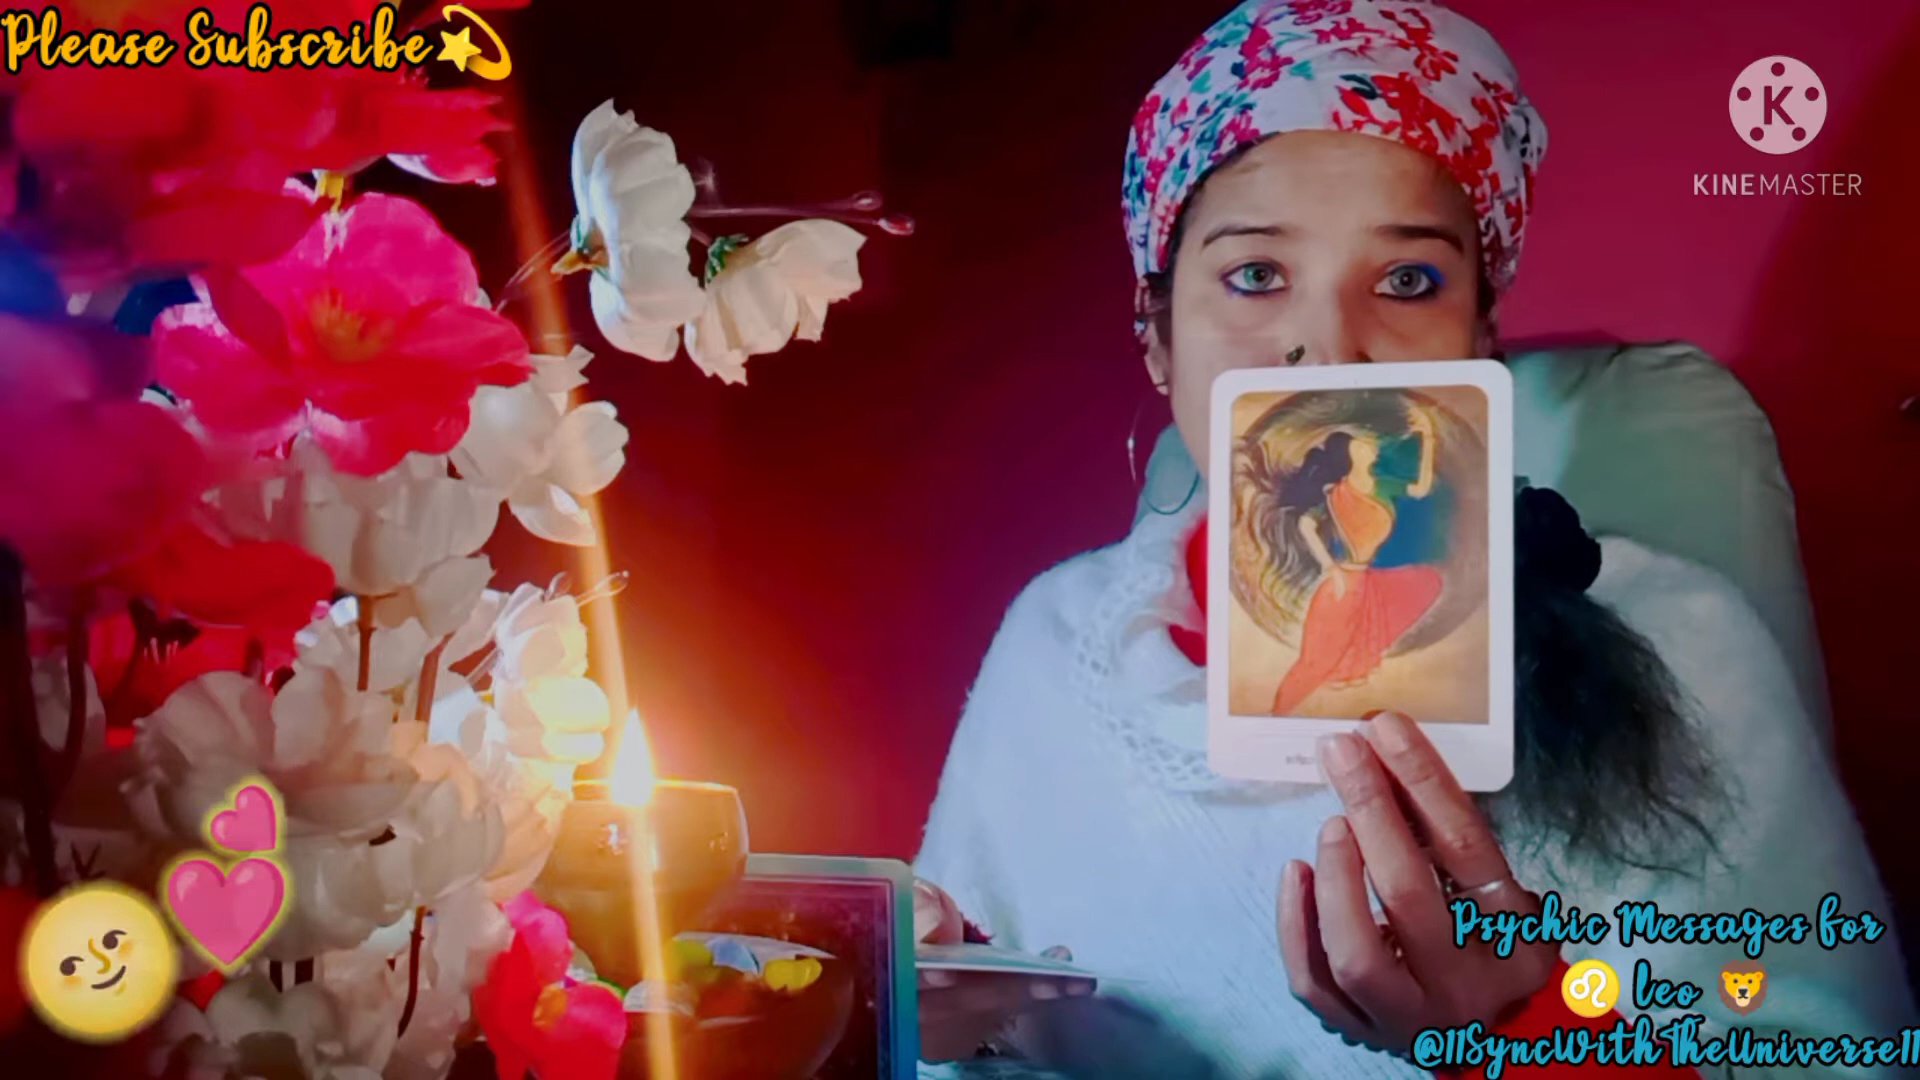 Please Subscribe
K
KINEMASTER
Psychic Messages for
Leo
@11SyncWithTheUniverse11